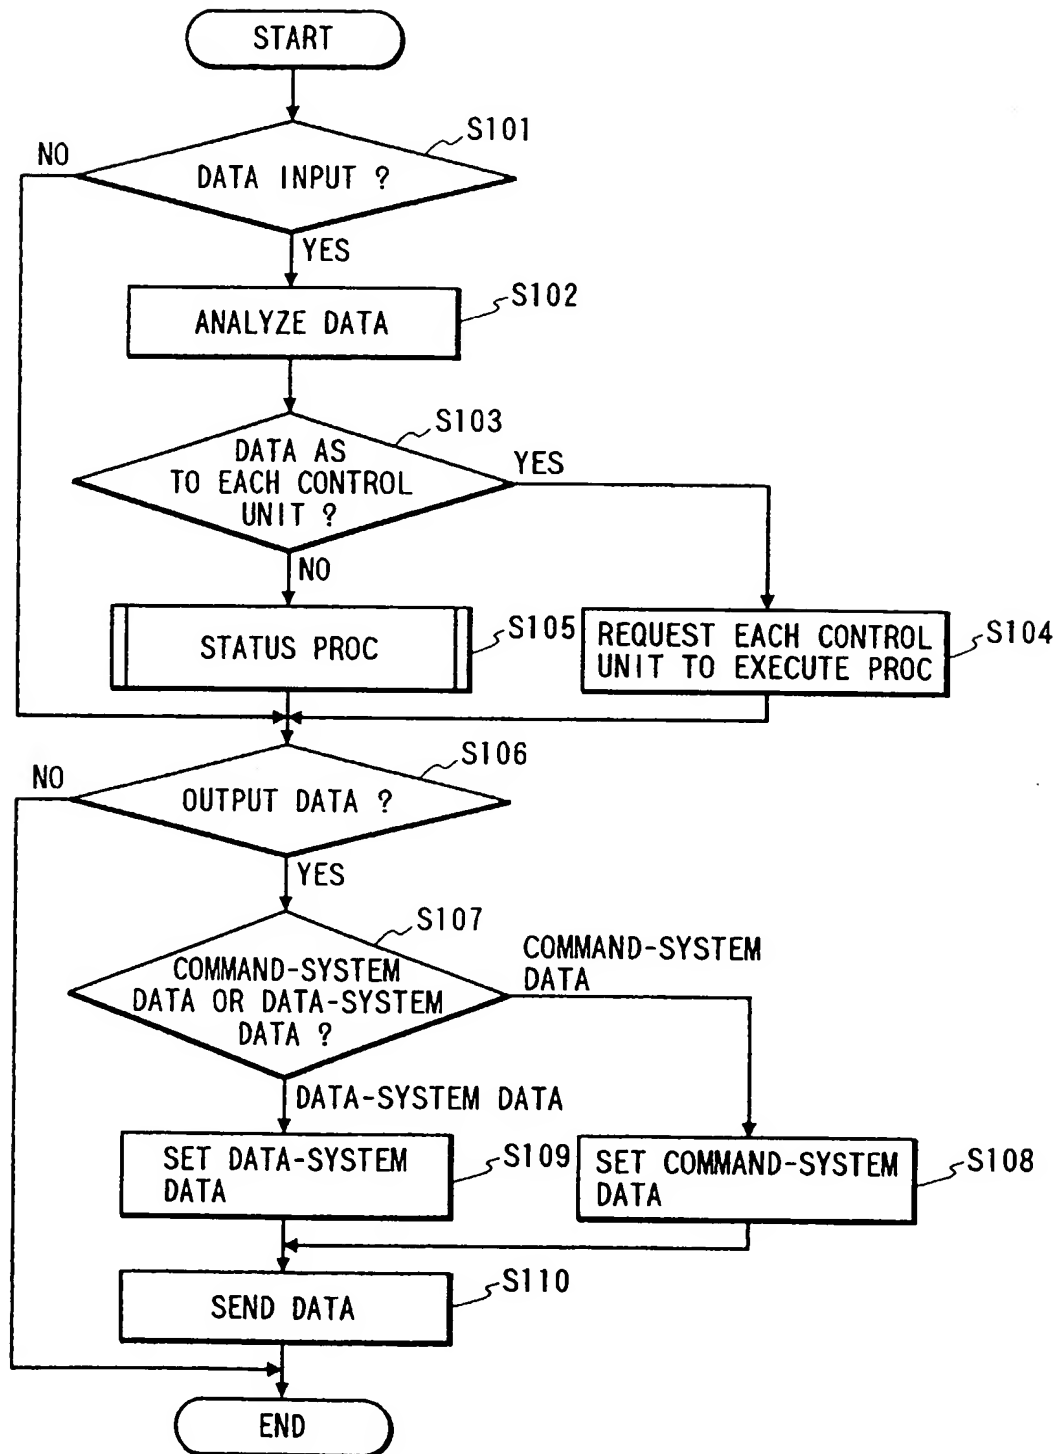 START
S101
NO
DATA INPUT ?
YES
S102
ANALYZE DATA
S103
DATA AS
TO EACH CONTROL
UNIT ?
YES
NO
STATUS PROC
S105
REQUEST EACH CONTROL
UNIT TO EXECUTE PROC
S104
S106
NO
OUTPUT DATA ?
YES
S107
COMMAND-SYSTEM
DATA OR DATA-SYSTEM
DATA ?
COMMAND-SYSTEM
DATA
DATA-SYSTEM DATA
SET DATA-SYSTEM
DATA
S109
SET COMMAND-SYSTEM
DATA
S108
S110
SEND DATA
END